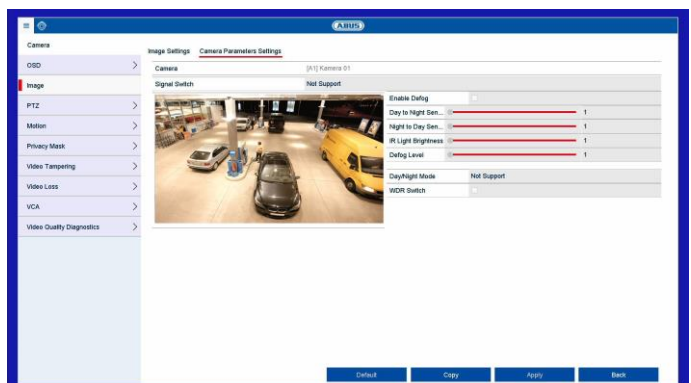 ABUS
Camera
Image Settings Camera Parameters Settings
OSD
Camera [A1] Kamera 01
Image
Signal Switch Not Support
PTZ
Enable Defog
Day to Night Sen... 1
Motion
Night to Day Sen... 1
Privacy Mask
IR Light Brightness 1
Video Tampering
Defog Level 1
Video Loss
Day/Night Mode Not Support
WDR Switch
VCA
Video Quality Diagnostics
Default Copy Apply Back